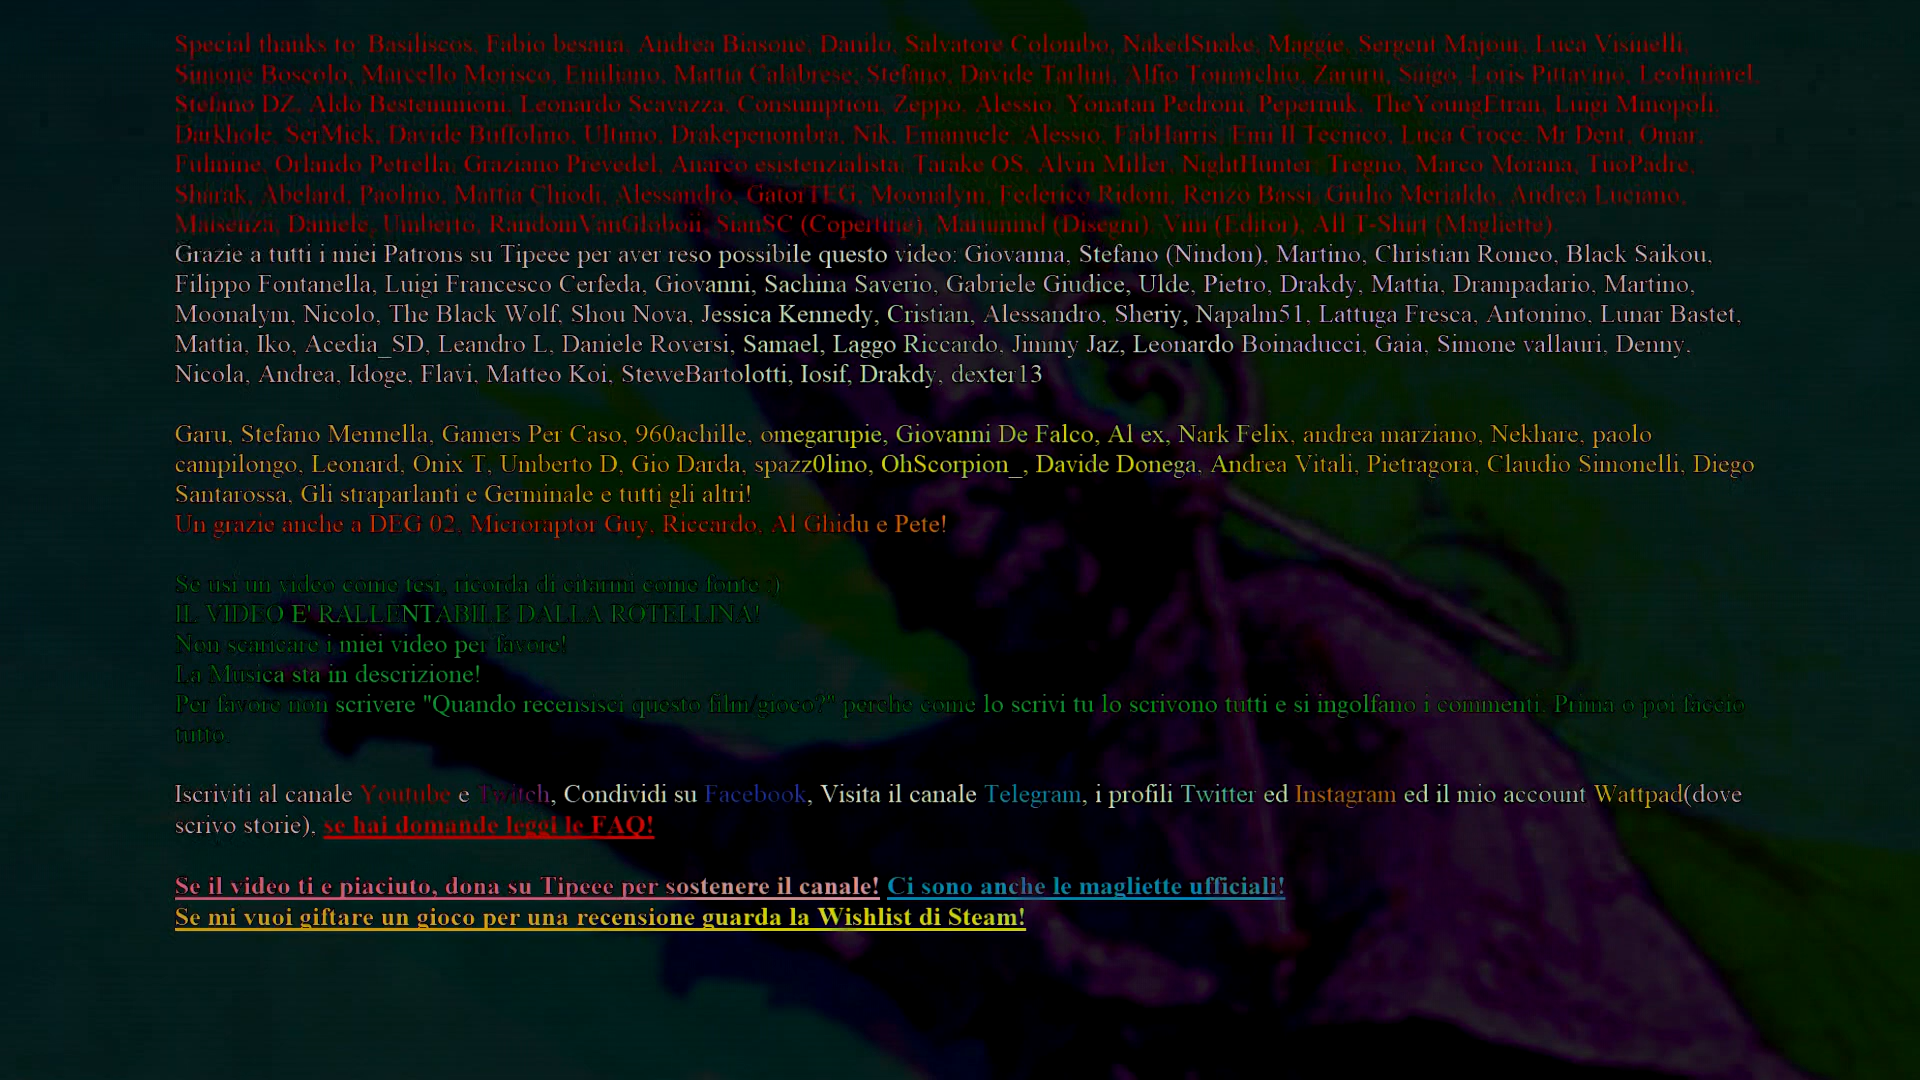 Special thanks to: Basiliscos, Fabio besana, Andrea Biasone, Danilo, Salvatore Colombo, NakedSnake, Maggie, Sergent Majour, Luca Visinelli,
Simone Boscolo, Marcello Morisco, Emiliano, Mattia Calabrese, Stefano, Davide Tarlini, Alfio Tomarchio, Zaruru, Saigo, Loris Pittavino, Leofiniarel,
Stefano DZ, Aldo Bestemmioni, Leonardo Scavazza, Consumption, Zeppo, Alessio, Yonatan Pedroni, Pepernuk, TheYoungEtran, Luigi Minopoli,
Darkhole, SerMick, Davide Buffolino, Ultimo, Drakepenombra, Nik, Emanuele, Alessio, FabHarris, Emi Il Tecnico, Luca Croce, Mr Dent, Omar,
Fulmine, Orlando Petrella, Graziano Prevedel, Anarco esistenzialista, Tarake OS, Alvin Miller, NightHunter, Tregno, Marco Morana, TuoPadre,
Sharak, Abelard, Paolino, Mattia Chiodi, Alessandro, GatorTEG, Moonalym, Federico Ridoni, Renzo Bassi, Giulio Merialdo, Andrea Luciano,
Maisenza, Daniele, Umberto, RandomVanGloboii, SianSC (Copertine), Marjunind (Disegni), Vini (Editor), All T-Shirt (Magliette).
Grazie a tutti i miei Patrons su Tipeee per aver reso possibile questo video: Giovanna, Stefano (Nindon), Martino, Christian Romeo, Black Saikou,
Filippo Fontanella, Luigi Francesco Cerfeda, Giovanni, Sachina Saverio, Gabriele Giudice, Ulde, Pietro, Drakdy, Mattia, Drampadario, Martino,
Moonalym, Nicolo, The Black Wolf, Shou Nova, Jessica Kennedy, Cristian, Alessandro, Sheriy, Napalm51, Lattuga Fresca, Antonino, Lunar Bastet,
Mattia, Iko, Acedia_SD, Leandro L, Daniele Roversi, Samael, Laggo Riccardo, Jimmy Jaz, Leonardo Boinaducci, Gaia, Simone vallauri, Denny,
Nicola, Andrea, Idoge, Flavi, Matteo Koi, SteweBartolotti, Iosif, Drakdy, dexter13
Garu, Stefano Mennella, Gamers Per Caso, 960achille, omegarupie, Giovanni De Falco, Al ex, Nark Felix, andrea marziano, Nekhare, paolo
campilongo, Leonard, Onix T, Umberto D, Gio Darda, spazz0lino, OhScorpion_, Davide Donega, Andrea Vitali, Pietragora, Claudio Simonelli, Diego
Santarossa, Gli straparlanti e Germinale e tutti gli altri!
Un grazie anche a DEG 02, Microraptor Guy, Riccardo, Al Ghidu e Pete!
Se usi un video come tesi, ricorda di citarmi come fonte ;)
IL VIDEO E' RALLENTABILE DALLA ROTELLINA!
Non scaricare i miei video per favore!
La Musica sta in descrizione!
Per favore non scrivere "Quando recensisci questo film/gioco?" perche come lo scrivi tu lo scrivono tutti e si ingolfano i commenti. Prima o poi faccio
tutto.
Iscriviti al canale Youtube e Twitch, Condividi su Facebook, Visita il canale Telegram, i profili Twitter ed Instagram ed il mio account Wattpad(dove
scrivo storie), se hai domande leggi le FAQ!
Se il video ti e piaciuto, dona su Tipeee per sostenere il canale! Ci sono anche le magliette ufficiali!
Se mi vuoi giftare un gioco per una recensione guarda la Wishlist di Steam!